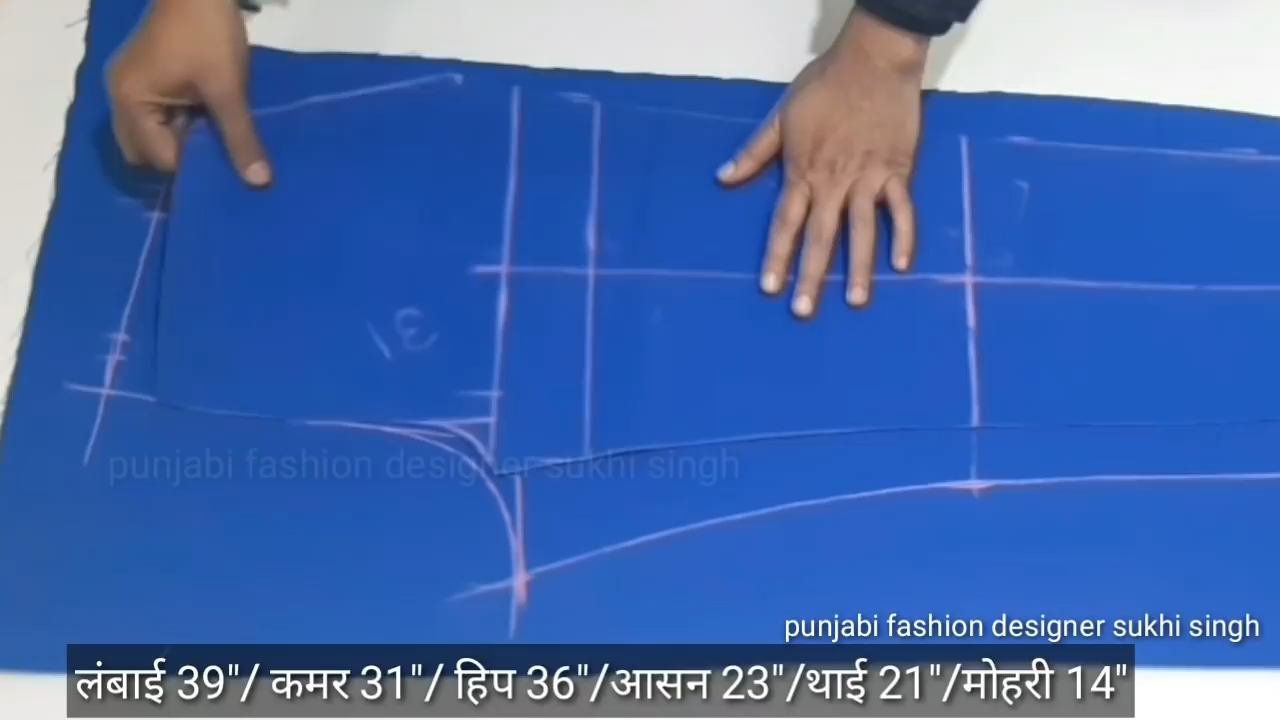 31
punjabi fashion designer sukhi singh
punjabi fashion designer sukhi singh
लंबाई 39"/ कमर 31"/ हिप 36"/आसन 23"/थाई 21"/मोहरी 14"